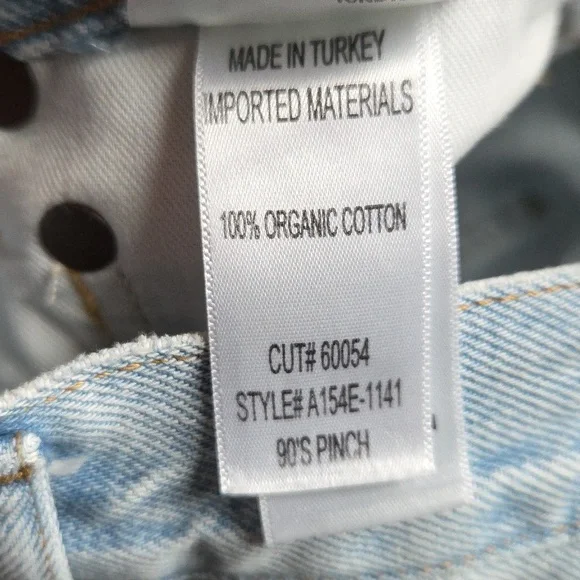 MADE IN TURKEY
IMPORTED MATERIALS
100% ORGANIC COTTON
CUT# 60054
STYLE# A154E-1141
90'S PINCH